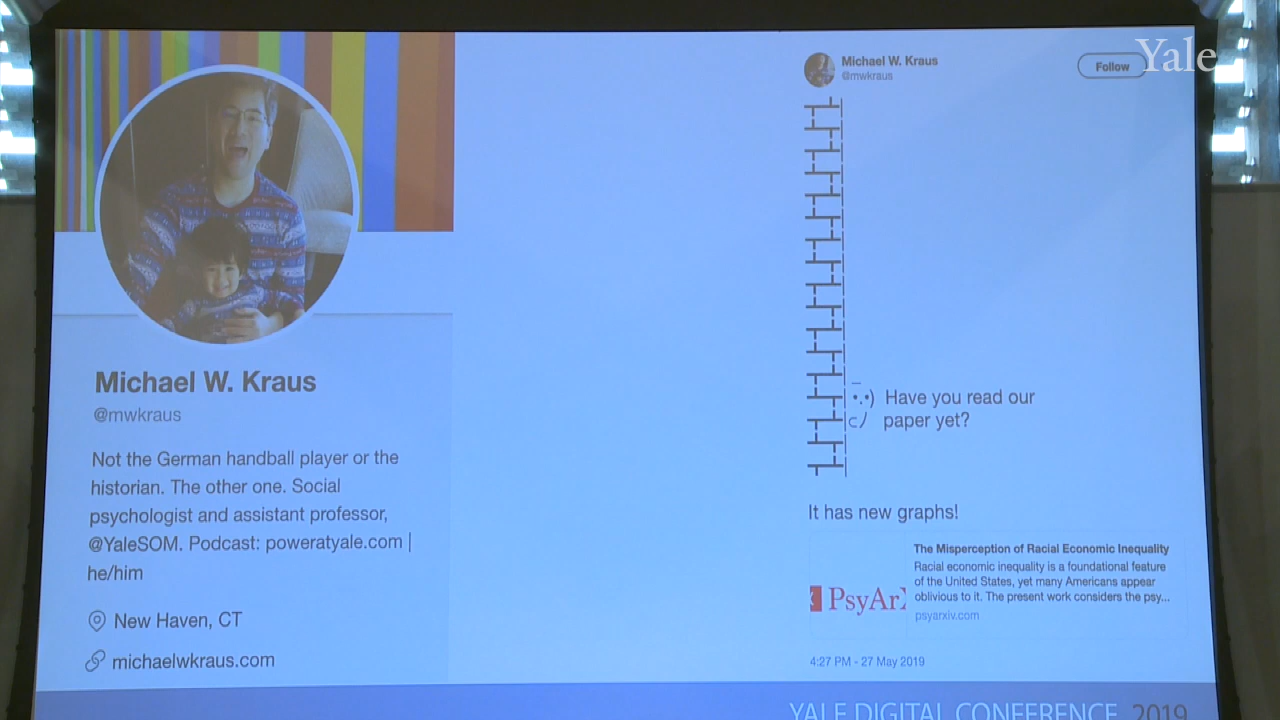 Yale
Michael W. Kraus
@mwkraus
Not the German handball player or the
historian. The other one. Social
psychologist and assistant professor,
@YaleSOM. Podcast: poweratyale.com |
he/him
New Haven, CT
michaelwkraus.com
Michael W. Kraus
@mwkraus
Follow
•.•) Have you read our
paper yet?
It has new graphs!
The Misperception of Racial Economic Inequality
Racial economic inequality is a foundational feature
of the United States, yet many Americans appear
oblivious to it. The present work considers the psy...
psyarxiv.com
PsyArX
4:27 PM - 27 May 2019
YALE DIGITAL CONFERENCE 2019